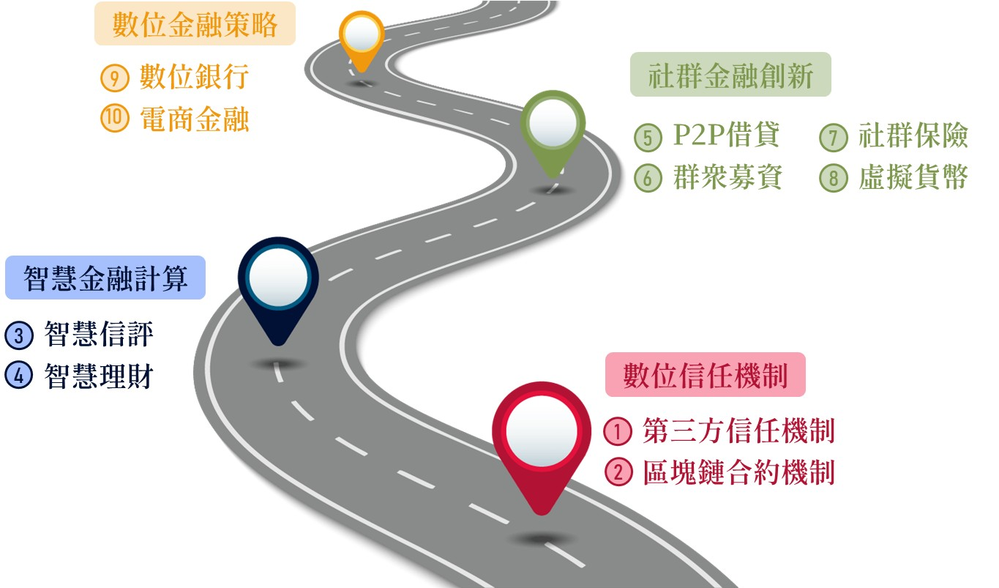 數位金融策略
9 數位銀行
10 電商金融
社群金融創新
5 P2P借貸
7 社群保險
6 群眾募資
8 虛擬貨幣
智慧金融計算
3 智慧信評
4 智慧理財
數位信任機制
1 第三方信任機制
2 區塊鏈合約機制